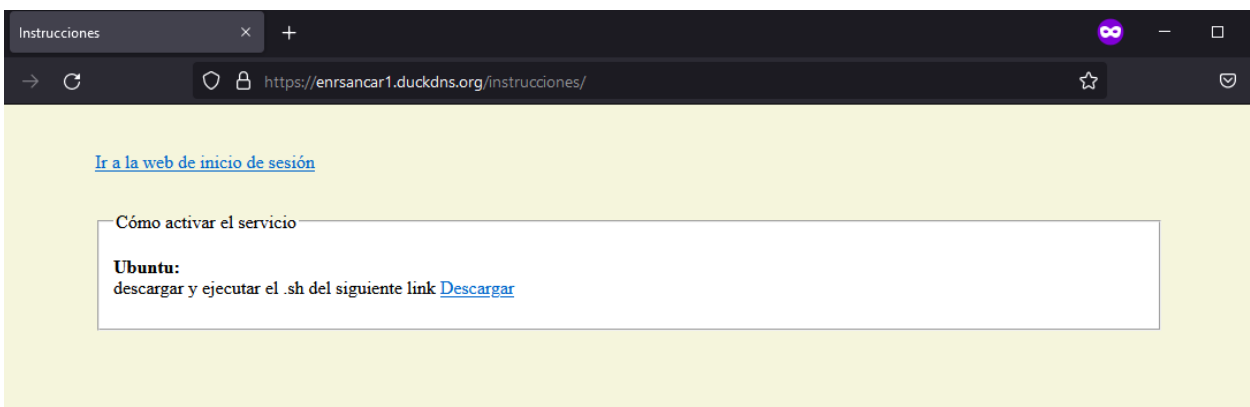 Instrucciones
https://enrsancar1.duckdns.org/instrucciones/
Ir a la web de inicio de sesión
Cómo activar el servicio
Ubuntu:
descargar y ejecutar el .sh del siguiente link Descargar